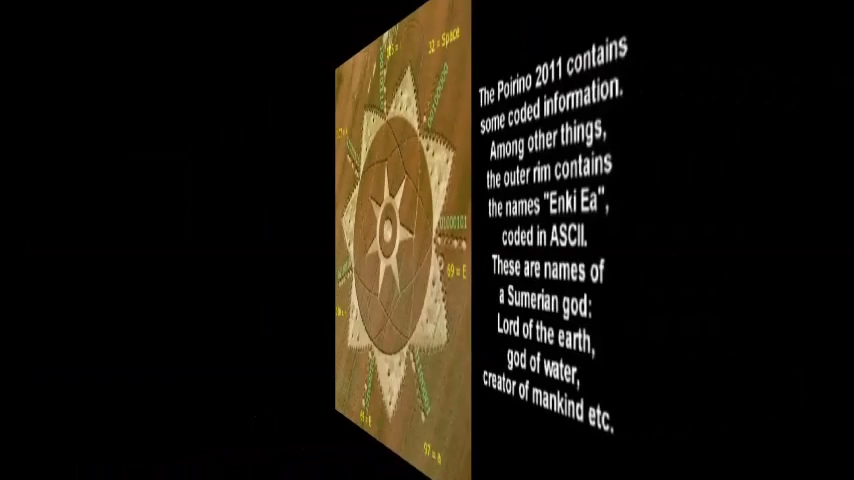 32 = Space
01000101
69 = E
97 = a
The Poirino 2011 contains
some coded information.
Among other things,
the outer rim contains
the names "Enki Ea",
coded in ASCII.
These are names of
a Sumerian god:
Lord of the earth,
god of water,
creator of mankind etc.